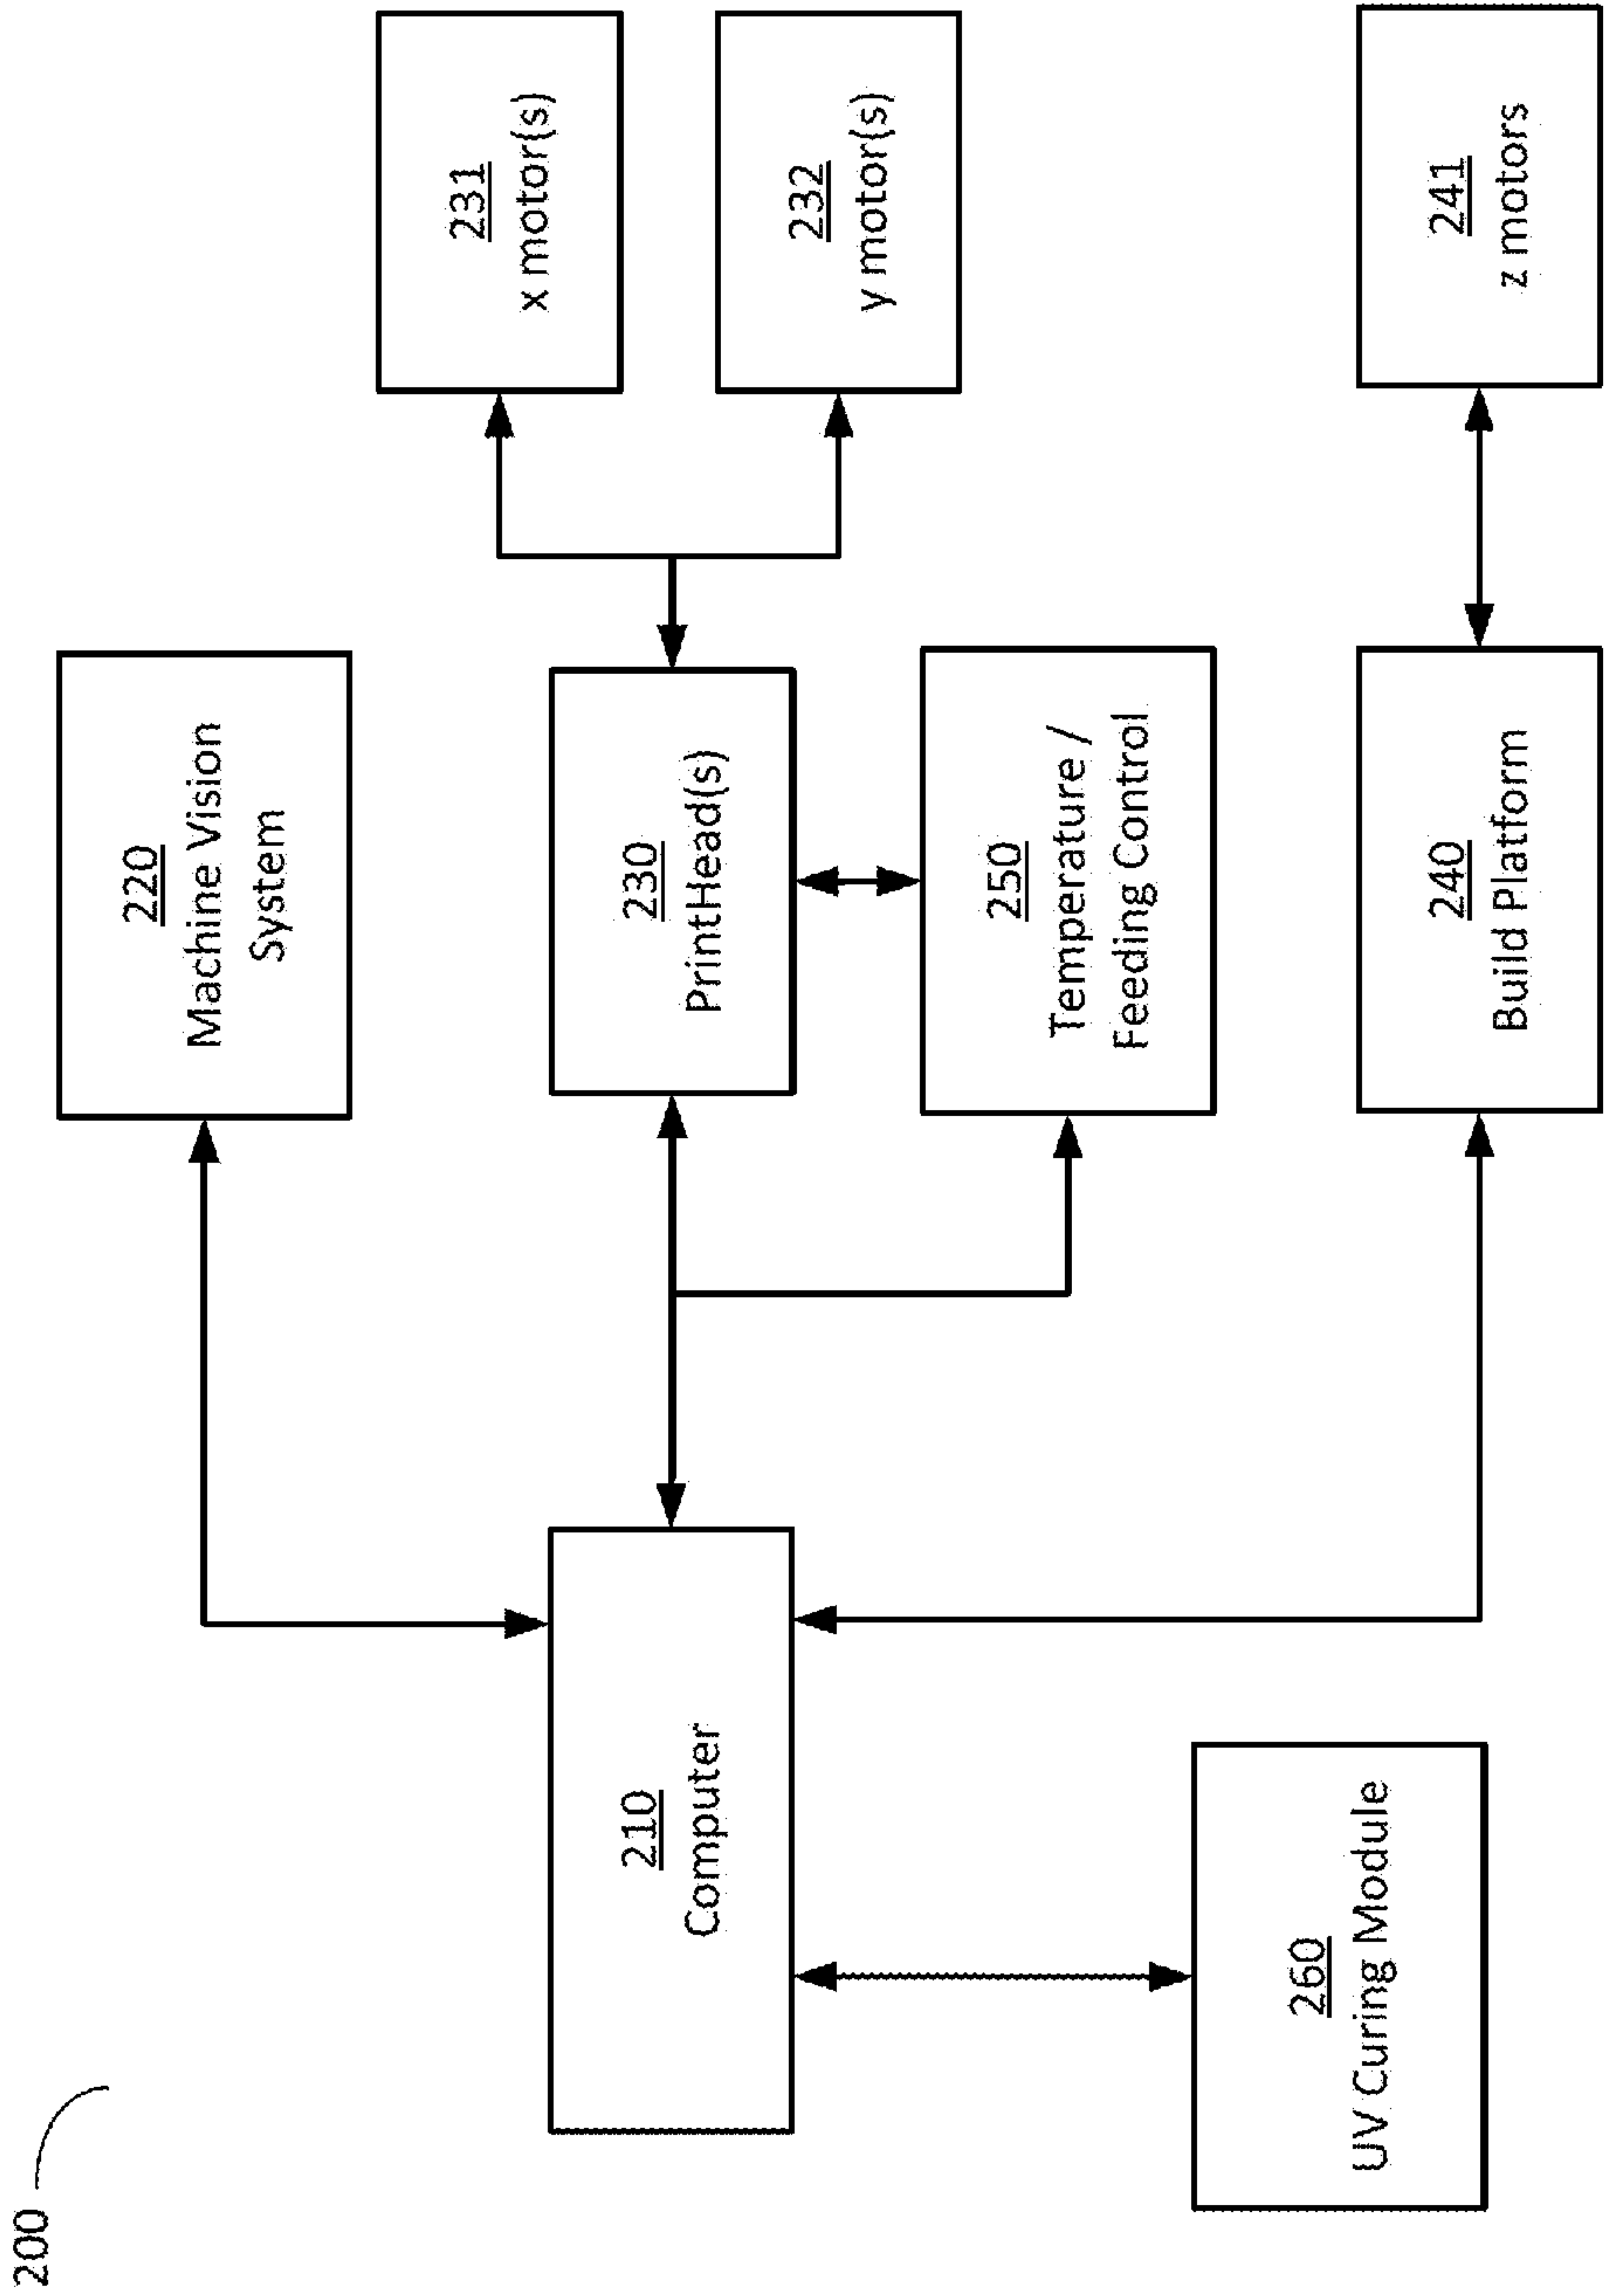 200
210
Computer
220
Machine Vision
System
230
PrintHead(s)
231
x motor(s)
232
y motor(s)
250
Temperature /
Feeding Control
240
Build Platform
241
z motors
260
UV Curing Module